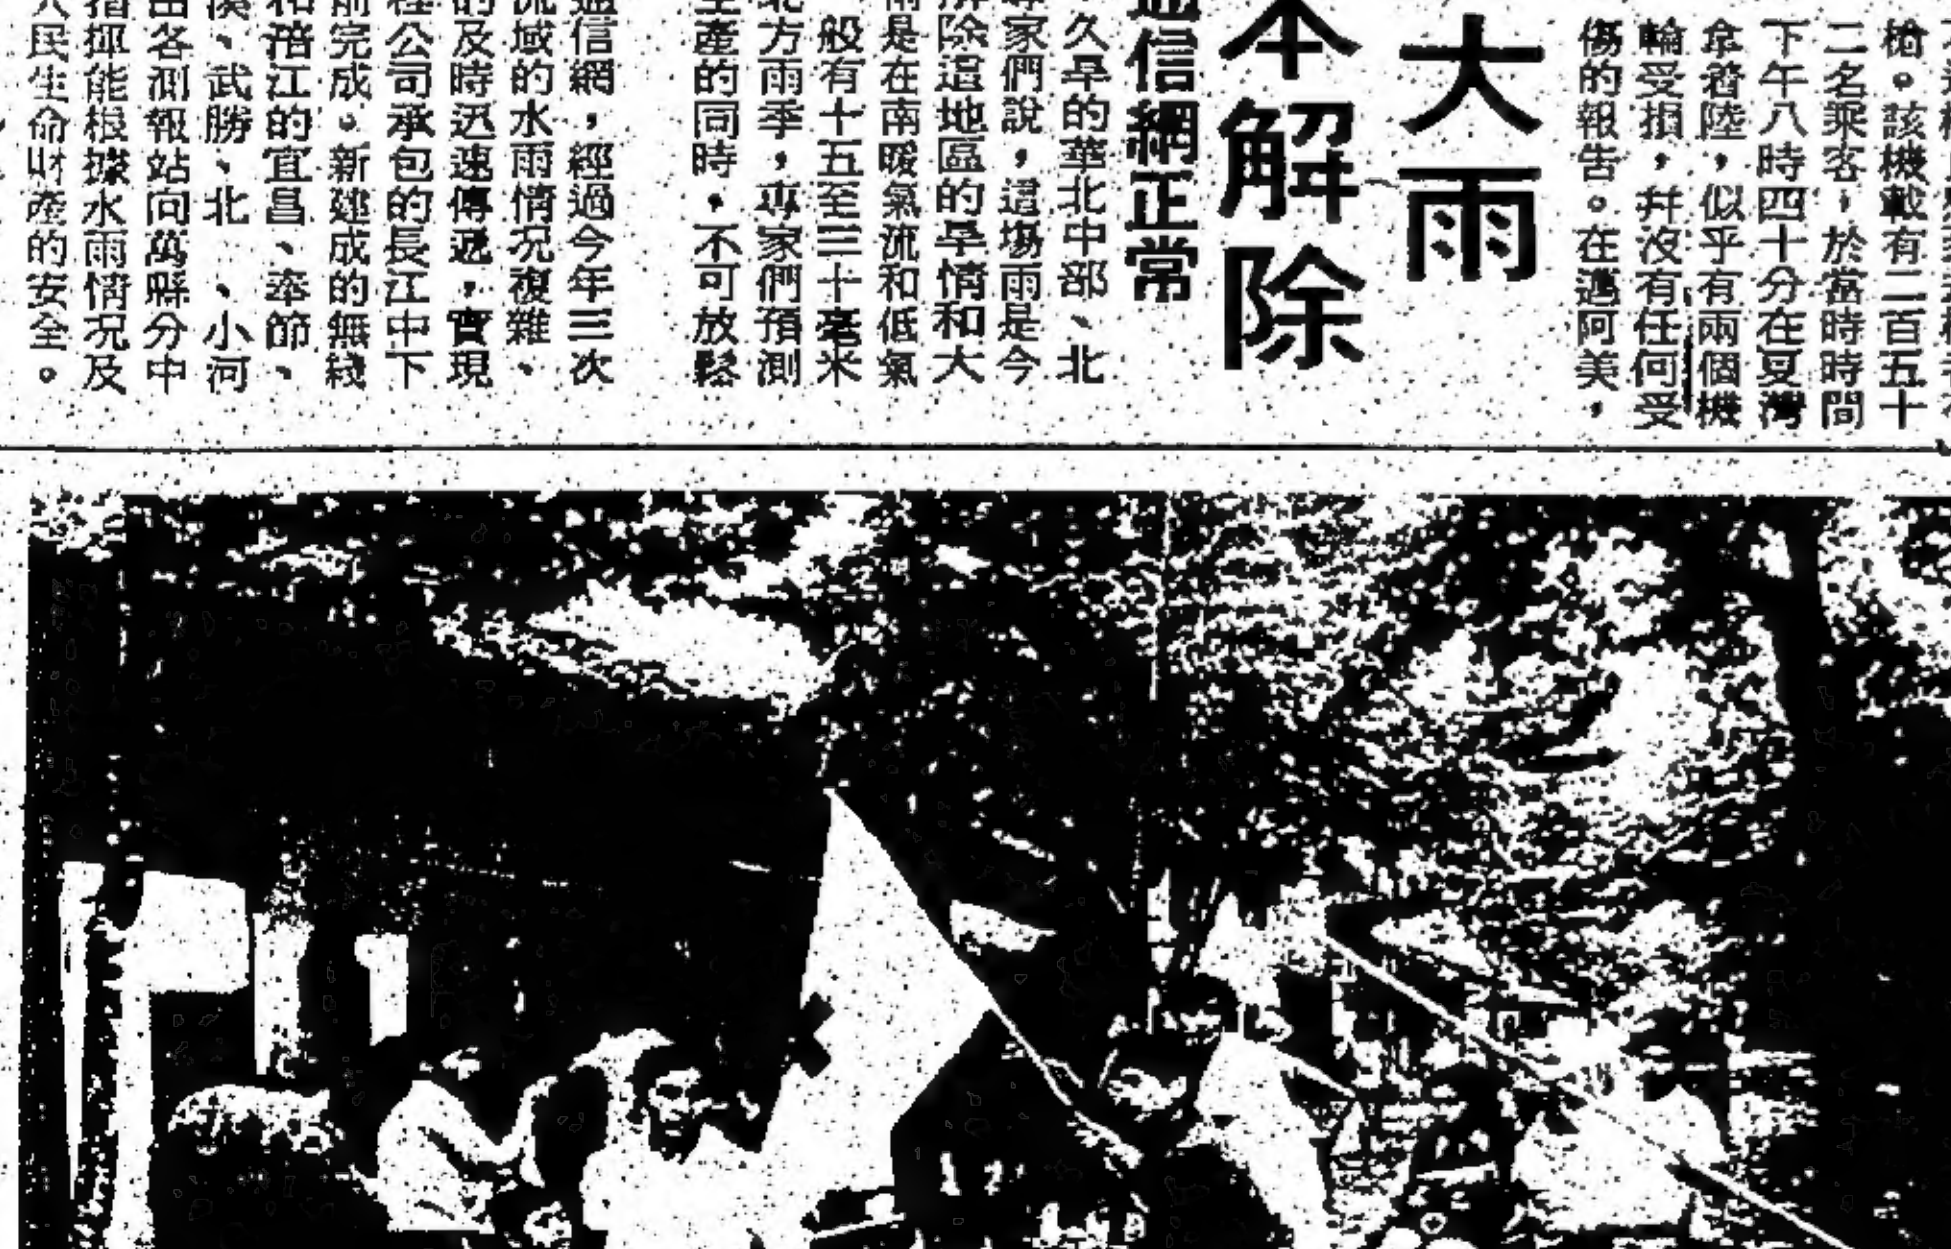 槍。該機載有二百五十
二名乘客，於當時時間
下午八時四十分在夏灣
拿着陸，似乎有兩個機
輪受損，幷沒有任何受
傷的報告。在邁阿美，
大雨
本解除
通信網正常
久旱的華北中部、北
專家們說，這場雨是今
解除這地區的旱情和大
雨是在南暖氣流和低氣
般有十五至三十毫米
北方雨季，專家們預測
生產的同時，不可放鬆
通信網，經過今年三次
流域的水雨情況複雜、
的及時迅速傳遞，實現
程公司承包的長江中下
前完成。新建成的無綫
和涪江的宜昌、奉節、
溪、武勝、北 、小河
由各測報站向萬縣分中
指揮能根據水雨情况及
人民生命財產的安全。